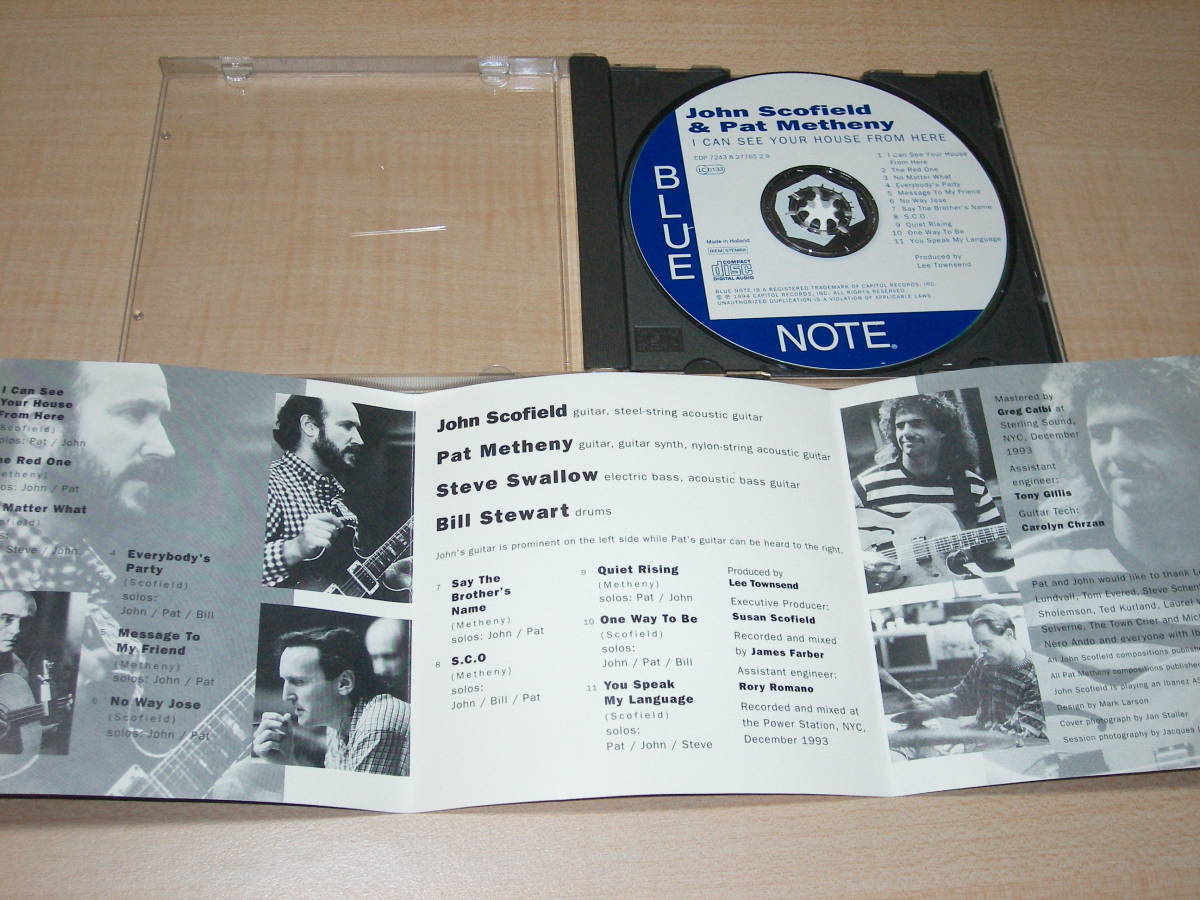 John Scofield
& Pat Metheny
I CAN SEE YOUR HOUSE FROM HERE
CDP 7243 8 27765 2 9
LC 0133
1 I Can See Your House
From Here
2 The Red One
3 No Matter What
4 Everybody's Party
5 Message To My Friend
6 No Way Jose
7 Say The Brother's Name
8 S.C.O.
9 Quiet Rising
10 One Way To Be
11 You Speak My Language
Produced by
Lee Townsend
Made in Holland
BIEM STEMRA
COMPACT
disc
DIGITAL AUDIO
BLUE NOTE IS A REGISTERED TRADEMARK OF CAPITOL RECORDS, INC.
© ℗ 1994 CAPITOL RECORDS, INC. ALL RIGHTS RESERVED.
UNAUTHORIZED DUPLICATION IS A VIOLATION OF APPLICABLE LAWS.
BLUE
NOTE®
I Can See
Your House
From Here
(Scofield)
solos: Pat / John
Red One
John / Pat
Matter What
Steve / John
4 Everybody's
Party
(Scofield)
solos:
John / Pat / Bill
5 Message To
My Friend
(Metheny)
solos: John / Pat
6 No Way Jose
(Scofield)
solos: John / Pat
John Scofield guitar, steel-string acoustic guitar
Pat Metheny guitar, guitar synth, nylon-string acoustic guitar
Steve Swallow electric bass, acoustic bass guitar
Bill Stewart drums
John's guitar is prominent on the left side while Pat's guitar can be heard to the right.
7 Say The
Brother's
Name
(Metheny)
solos: John / Pat
8 S.C.O
(Metheny)
solos:
John / Bill / Pat
9 Quiet Rising
(Metheny)
solos: Pat / John
10 One Way To Be
(Scofield)
solos:
John / Pat / Bill
11 You Speak
My Language
(Scofield)
solos:
Pat / John / Steve
Produced by
Lee Townsend
Executive Producer:
Susan Scofield
Recorded and mixed
by James Farber
Assistant engineer:
Rory Romano
Recorded and mixed at
the Power Station, NYC,
December 1993
Mastered by
Greg Calbi at
Sterling Sound,
NYC, December
1993
Assistant
engineer:
Tony Gillis
Guitar Tech:
Carolyn Chrzan
Pat and John would like to thank
Lundvall, Tom Evered, Steve
Sholemson, Ted Kurland, Laurel
Selverne, The Town Crier and
Nero Ando and everyone with
All John Scofield compositions
All Pat Metheny compositions
John Scofield is playing an Ibanez
Design by Mark Larson
Cover photograph by Jan Staller
Session photography by Jacques